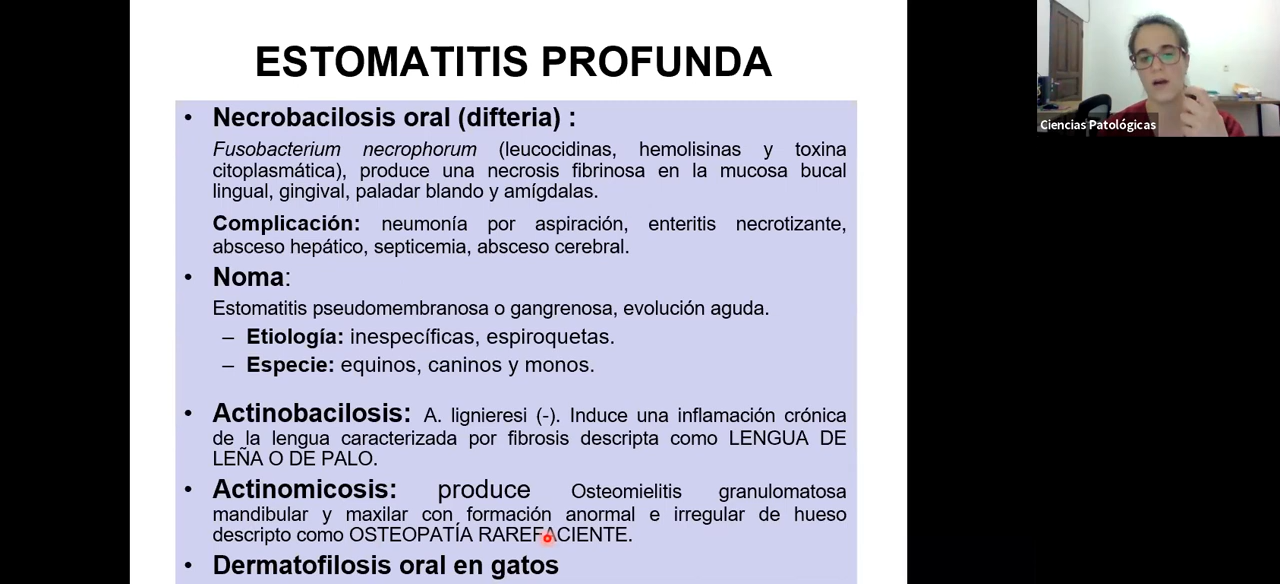 ESTOMATITIS PROFUNDA
• Necrobacilosis oral (difteria) :
Fusobacterium necrophorum (leucocidinas, hemolisinas y toxina
citoplasmática), produce una necrosis fibrinosa en la mucosa bucal
lingual, gingival, paladar blando y amígdalas.
Complicación: neumonía por aspiración, enteritis necrotizante,
absceso hepático, septicemia, absceso cerebral.
• Noma:
Estomatitis pseudomembranosa o gangrenosa, evolución aguda.
– Etiología: inespecíficas, espiroquetas.
– Especie: equinos, caninos y monos.
• Actinobacilosis: A. lignieresi (-). Induce una inflamación crónica
de la lengua caracterizada por fibrosis descripta como LENGUA DE
LEÑA O DE PALO.
• Actinomicosis: produce Osteomielitis granulomatosa
mandibular y maxilar con formación anormal e irregular de hueso
descripto como OSTEOPATÍA RAREFACIENTE.
• Dermatofilosis oral en gatos
Ciencias Patológicas